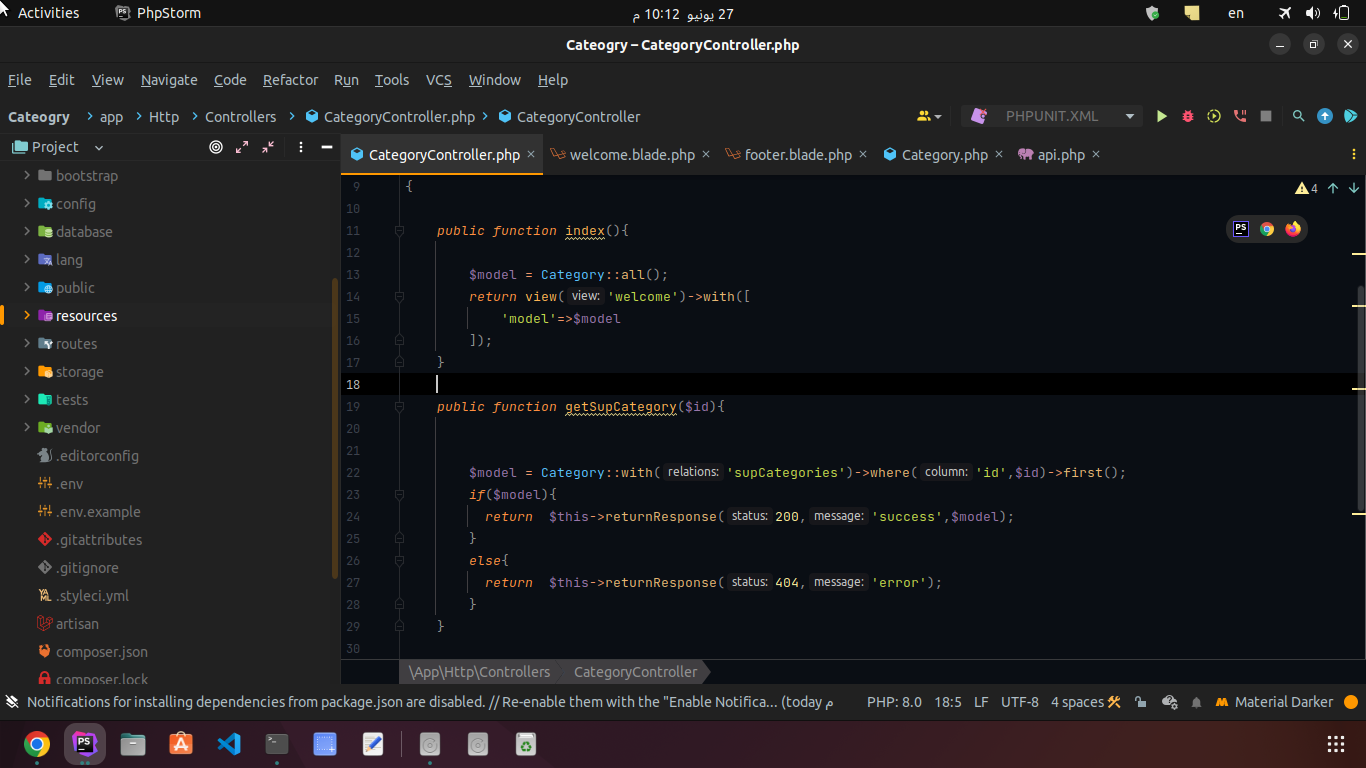 Activities PhpStorm 27 يونيو 10:12 م en
Cateogry – CategoryController.php
File Edit View Navigate Code Refactor Run Tools VCS Window Help
Cateogry app Http Controllers CategoryController.php CategoryController PHPUNIT.XML
Project CategoryController.php welcome.blade.php footer.blade.php Category.php api.php
bootstrap
config
database
lang
public
resources
routes
storage
tests
vendor
.editorconfig
.env
.env.example
.gitattributes
.gitignore
.styleci.yml
artisan
composer.json
composer.lock
4
PS
9 {
10
11 public function index(){
12
13 $model = Category::all();
14 return view( view: 'welcome')->with([
15 'model'=>$model
16 ]);
17 }
18
19 public function getSupCategory($id){
20
21
22 $model = Category::with( relations: 'supCategories')->where( column: 'id',$id)->first();
23 if($model){
24 return $this->returnResponse( status: 200, message: 'success',$model);
25 }
26 else{
27 return $this->returnResponse( status: 404, message: 'error');
28 }
29 }
30
\App\Http\Controllers CategoryController
Notifications for installing dependencies from package.json are disabled. // Re-enable them with the "Enable Notifica... (today م PHP: 8.0 18:5 LF UTF-8 4 spaces Material Darker
PS